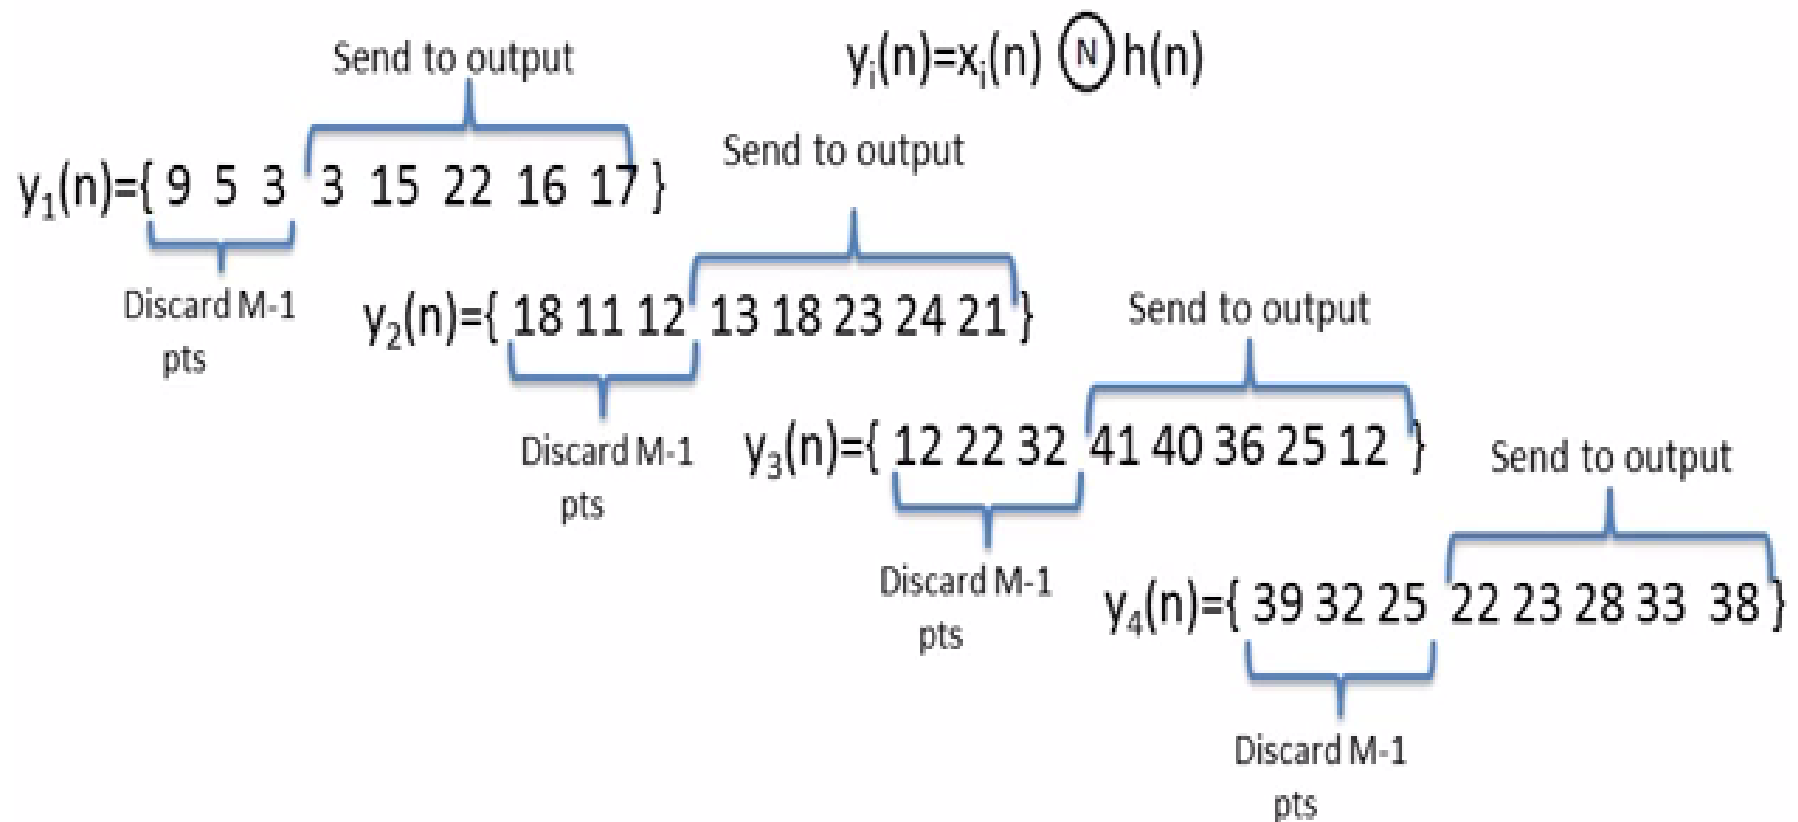 Send to output
yᵢ(n)=xᵢ(n) Ⓝ h(n)
Send to output
y₁(n)={ 9 5 3 3 15 22 16 17 }
Discard M-1
pts
y₂(n)={ 18 11 12 13 18 23 24 21 }
Send to output
Discard M-1
pts
y₃(n)={ 12 22 32 41 40 36 25 12 }
Send to output
Discard M-1
pts
y₄(n)={ 39 32 25 22 23 28 33 38 }
Discard M-1
pts